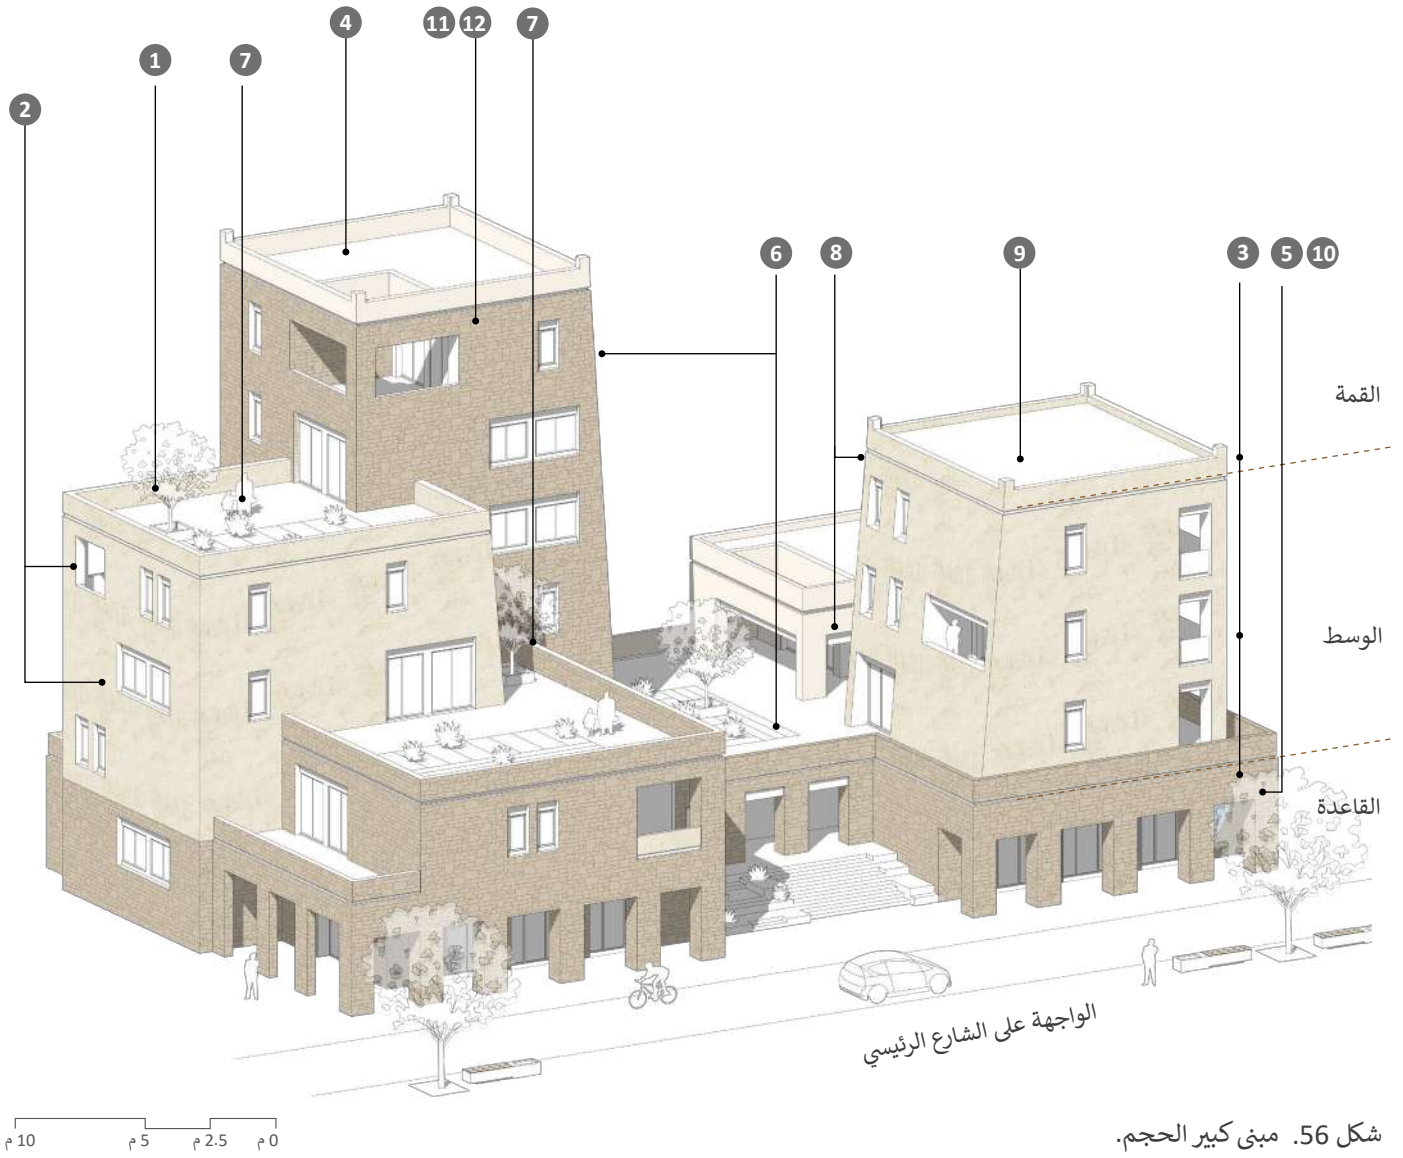 4
11 12
7
1
7
2
6
8
9
3
5 10
القمة
الوسط
القاعدة
الواجهة على الشارع الرئيسي
10 م
5 م
2.5 م
0 م
شكل 56. مبنى كبير الحجم.